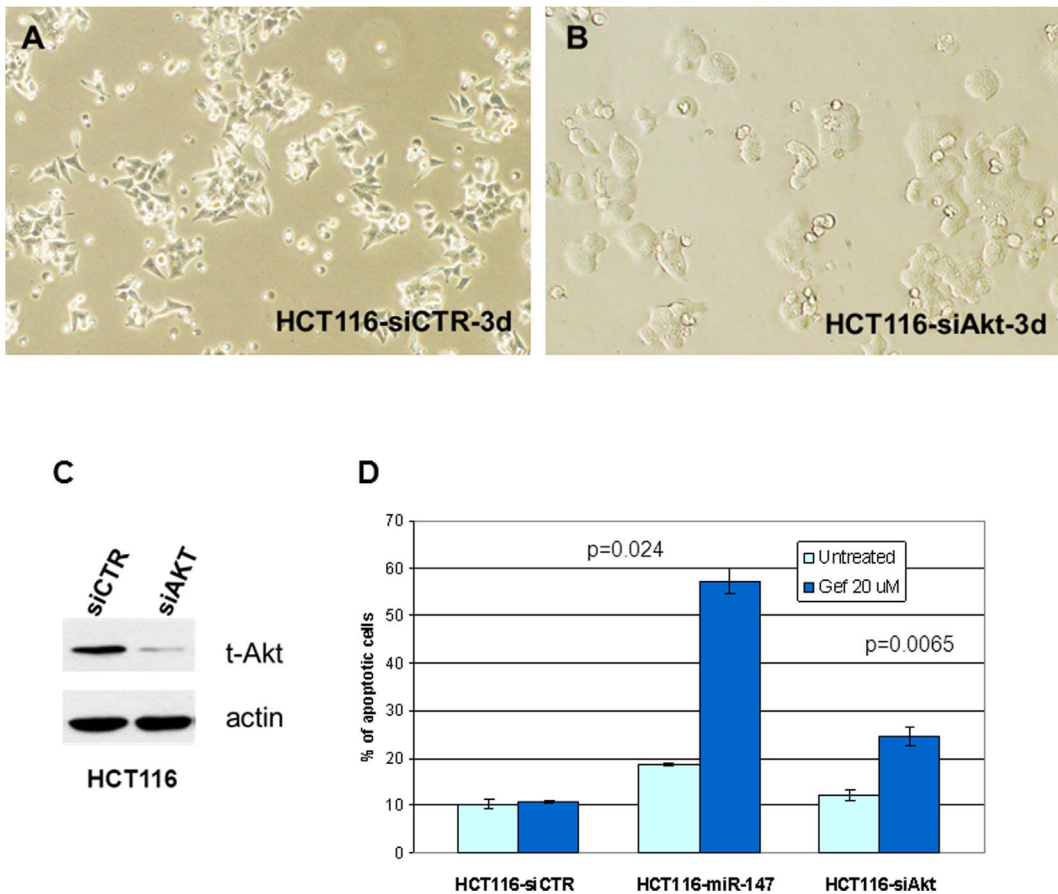 A
HCT116-siCTR-3d
B
HCT116-siAkt-3d
C
siCTR
siAKT
t-Akt
actin
HCT116
D
% of apoptotic cells
70
60
50
40
30
20
10
0
p=0.024
Untreated
Gef 20 uM
p=0.0065
HCT116-siCTR
HCT116-miR-147
HCT116-siAkt